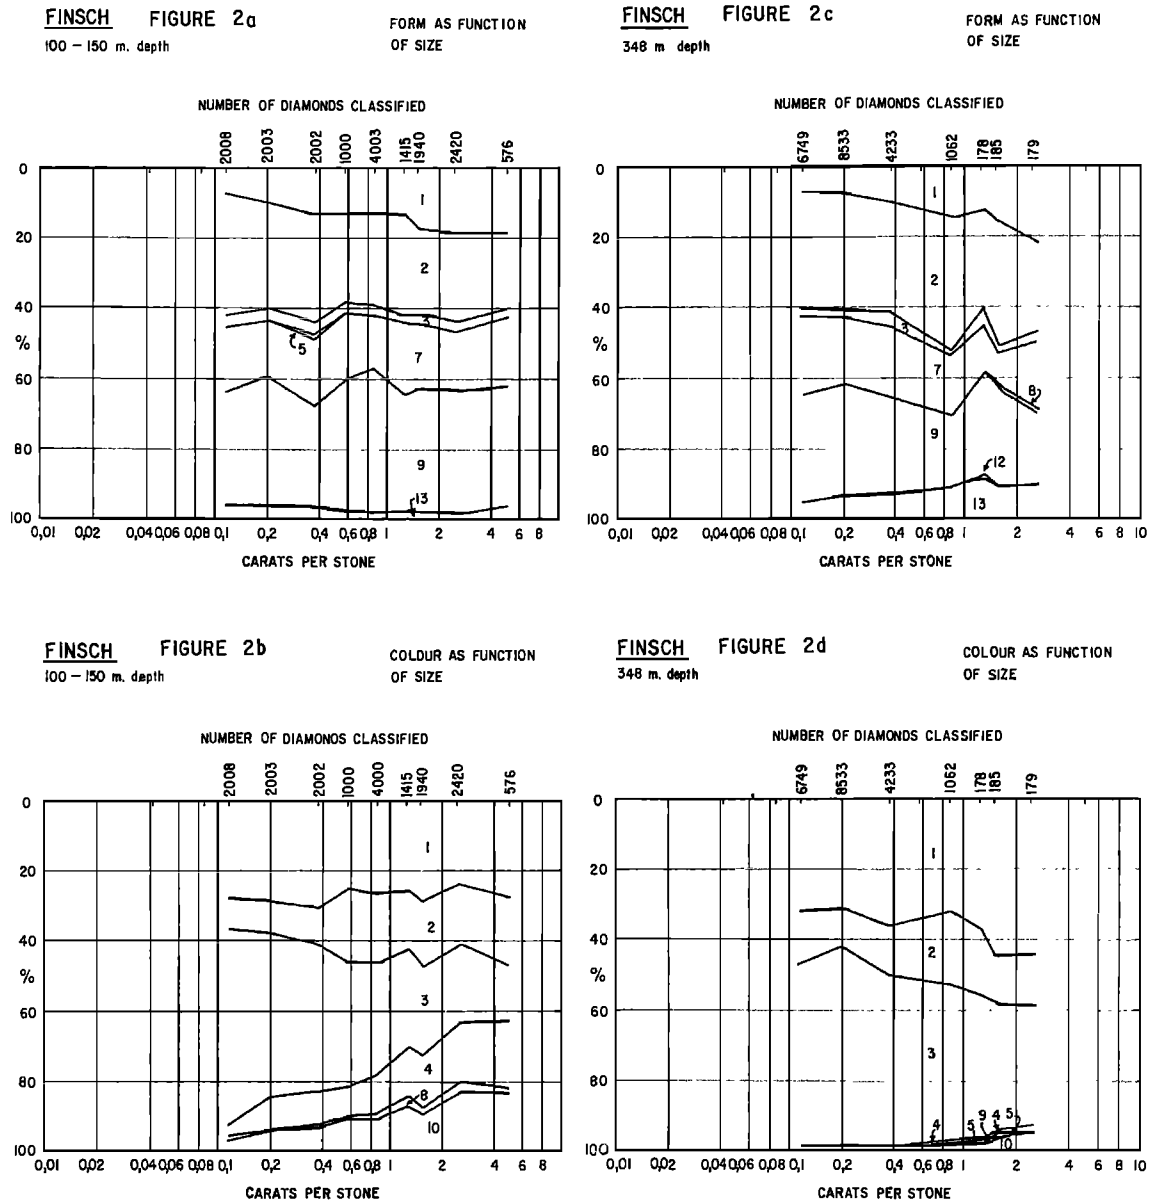 FINSCH FIGURE 2a
100 – 150 m. depth
FORM AS FUNCTION
OF SIZE
NUMBER OF DIAMONDS CLASSIFIED
2008 2003 2002 1000 4003 1415 1940 2420 576
0
20
40
%
60
80
100
1
2
3
5
7
9
13
0,01 0,02 0,04 0,06 0,08 0,1 0,2 0,4 0,6 0,8 1 2 4 6 8
CARATS PER STONE
FINSCH FIGURE 2c
348 m depth
FORM AS FUNCTION
OF SIZE
NUMBER OF DIAMONDS CLASSIFIED
6749 8533 4233 1062 178 185 179
0
20
40
%
60
80
100
1
2
3
7
8
9
12
13
0,01 0,02 0,04 0,06 0,08 0,1 0,2 0,4 0,6 0,8 1 2 4 6 8 10
CARATS PER STONE
FINSCH FIGURE 2b
100 – 150 m. depth
COLDUR AS FUNCTION
OF SIZE
NUMBER OF DIAMONDS CLASSIFIED
2008 2003 2002 1000 4000 1415 1940 2420 576
0
20
40
%
60
80
100
1
2
3
4
8
10
0,01 0,02 0,04 0,06 0,08 0,1 0,2 0,4 0,6 0,8 1 2 4 6 8
CARATS PER STONE
FINSCH FIGURE 2d
348 m. depth
COLOUR AS FUNCTION
OF SIZE
NUMBER OF DIAMONDS CLASSIFIED
6749 8533 4233 1062 178 185 179
0
20
40
%
60
80
100
1
2
3
4 5 9 4 5
10
0,01 0,02 0,04 0,06 0,08 0,1 0,2 0,4 0,6 0,8 1 2 4 6 8 10
CARATS PER STONE